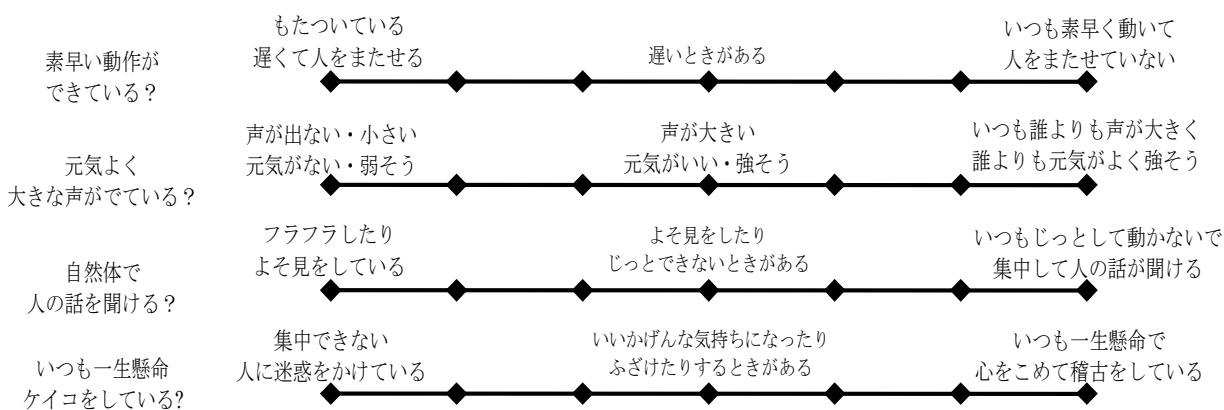 素早い動作が
できている？
もたついている
遅くて人をまたせる
遅いときがある
いつも素早く動いて
人をまたせていない
元気よく
大きな声がでている？
声が出ない・小さい
元気がない・弱そう
声が大きい
元気がいい・強そう
いつも誰よりも声が大きく
誰よりも元気がよく強そう
自然体で
人の話を聞ける？
フラフラしたり
よそ見をしている
よそ見をしたり
じっとできないときがある
いつもじっとして動かないで
集中して人の話が聞ける
いつも一生懸命
ケイコをしている?
集中できない
人に迷惑をかけている
いいかげんな気持ちになったり
ふざけたりするときがある
いつも一生懸命で
心をこめて稽古をしている